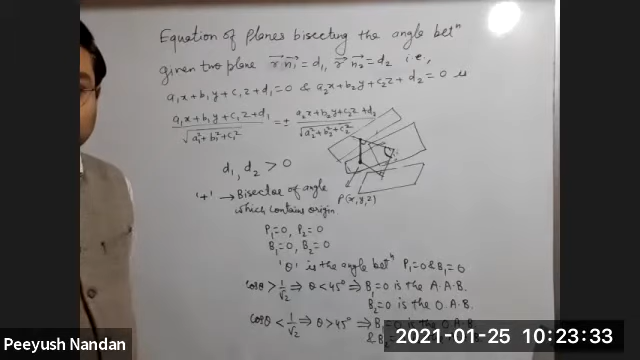 Equation of Planes bisecting the angle betⁿ
given two plane r⃗ n⃗₁ = d₁, r⃗ n⃗₂ = d₂ i.e,
a₁x+b₁y+c₁z+d₁=0 & a₂x+b₂y+c₂z+d₂=0 is
(a₁x+b₁y+c₁z+d₁)/√(a₁²+b₁²+c₁²) = ± (a₂x+b₂y+c₂z+d₂)/√(a₂²+b₂²+c₂²)
d₁, d₂ > 0
'+' → Bisector of angle
which contains origin.
P(x,y,z)
P₁=0, P₂=0
B₁=0, B₂=0
'θ' is the angle betⁿ P₁=0 & B₁=0
cosθ > 1/√2 ⇒ θ < 45° ⇒ B₁=0 is the A.A.B.
B₂=0 is the O.A.B.
cosθ < 1/√2 ⇒ θ > 45° ⇒ B₁=0 is the O.A.B
& B
Peeyush Nandan
2021-01-25 10:23:33